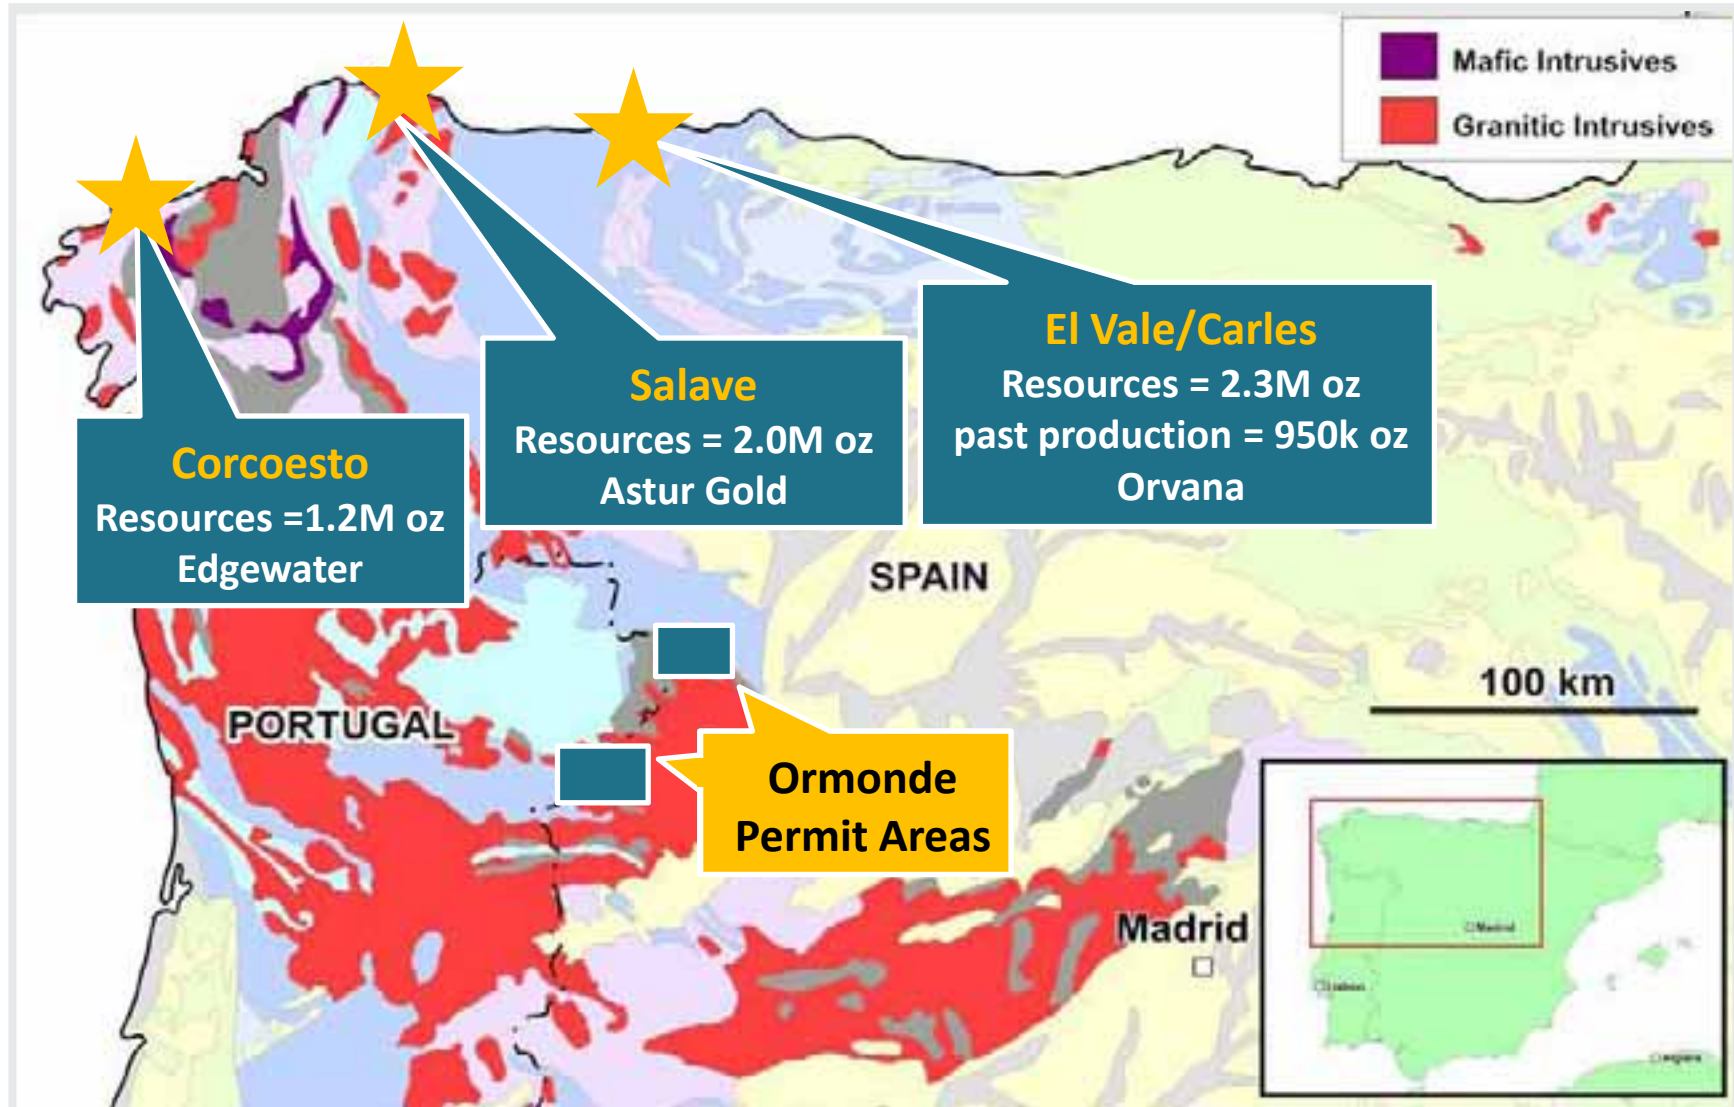 Mafic Intrusives
Granitic Intrusives
El Vale/Carles
Resources = 2.3M oz
past production = 950k oz
Orvana
Salave
Resources = 2.0M oz
Astur Gold
Corcoesto
Resources =1.2M oz
Edgewater
SPAIN
PORTUGAL
100 km
Ormonde
Permit Areas
Madrid
Madrid